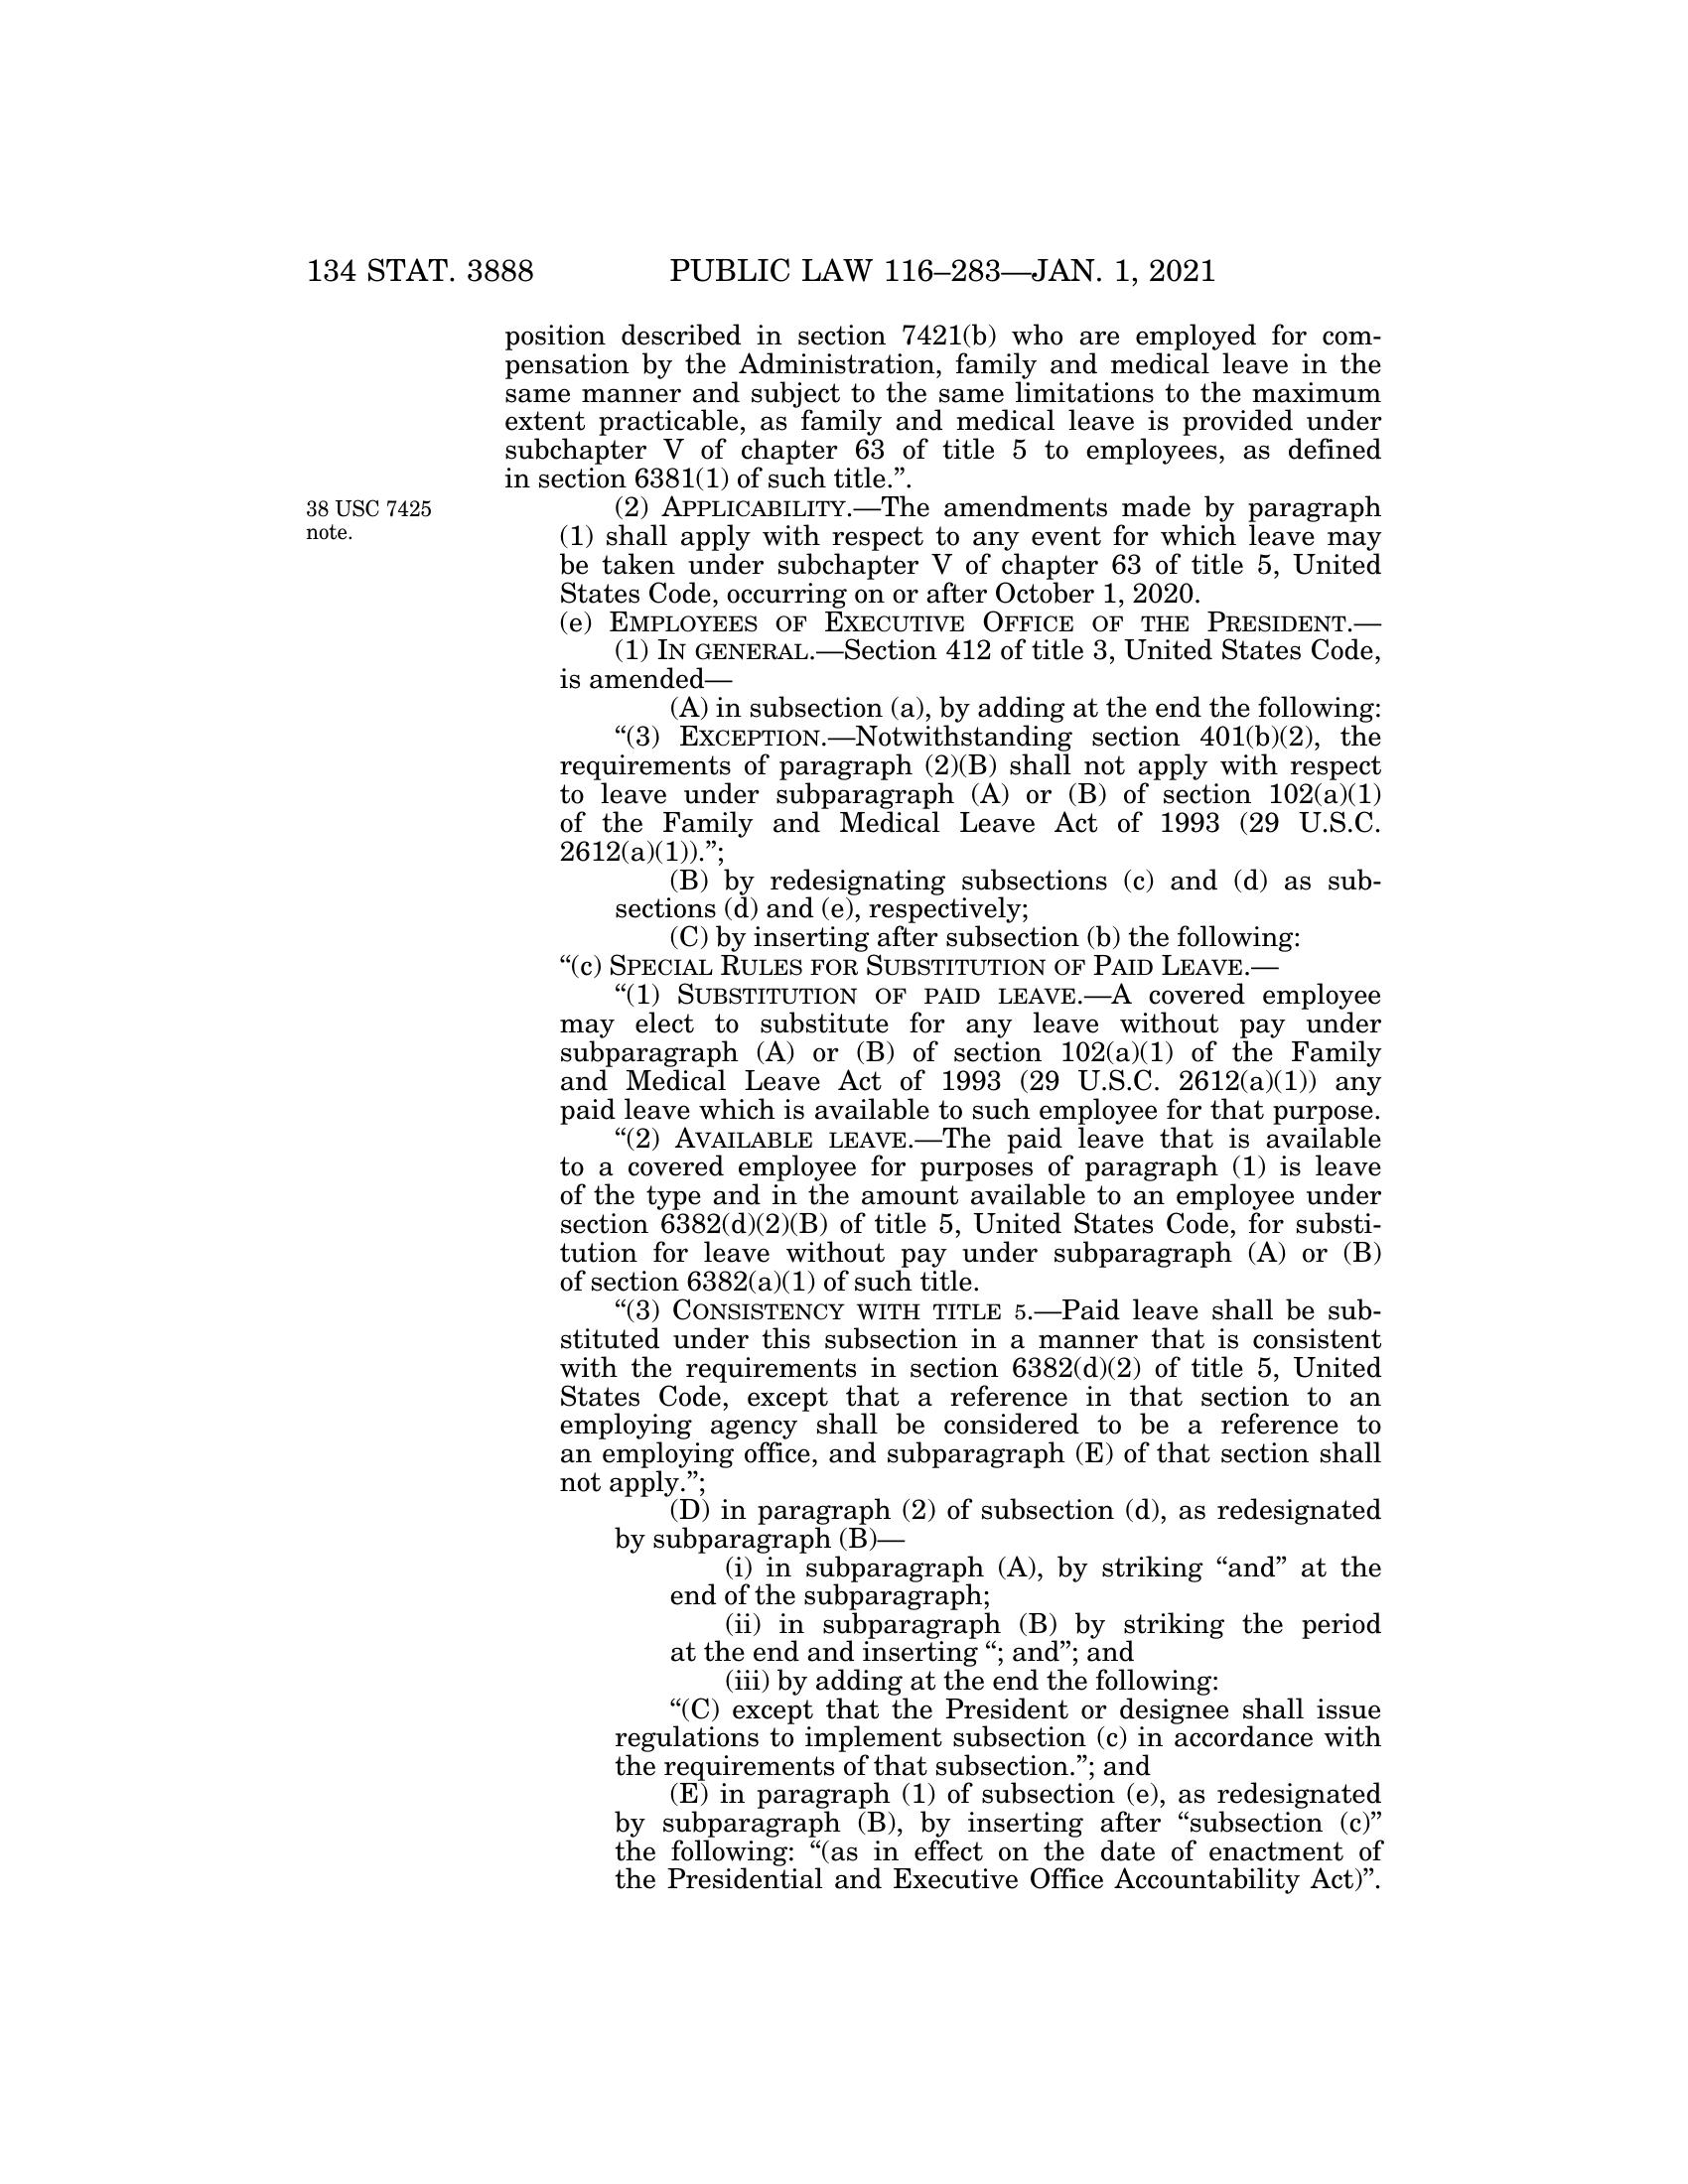 134 STAT. 3888
PUBLIC LAW 116–283—JAN. 1, 2021
position described in section 7421(b) who are employed for com-
pensation by the Administration, family and medical leave in the
same manner and subject to the same limitations to the maximum
extent practicable, as family and medical leave is provided under
subchapter V of chapter 63 of title 5 to employees, as defined
in section 6381(1) of such title.”.
38 USC 7425
note.
(2) APPLICABILITY.—The amendments made by paragraph
(1) shall apply with respect to any event for which leave may
be taken under subchapter V of chapter 63 of title 5, United
States Code, occurring on or after October 1, 2020.
(e) EMPLOYEES OF EXECUTIVE OFFICE OF THE PRESIDENT.—
(1) IN GENERAL.—Section 412 of title 3, United States Code,
is amended—
(A) in subsection (a), by adding at the end the following:
“(3) EXCEPTION.—Notwithstanding section 401(b)(2), the
requirements of paragraph (2)(B) shall not apply with respect
to leave under subparagraph (A) or (B) of section 102(a)(1)
of the Family and Medical Leave Act of 1993 (29 U.S.C.
2612(a)(1)).”;
(B) by redesignating subsections (c) and (d) as sub-
sections (d) and (e), respectively;
(C) by inserting after subsection (b) the following:
“(c) SPECIAL RULES FOR SUBSTITUTION OF PAID LEAVE.—
“(1) SUBSTITUTION OF PAID LEAVE.—A covered employee
may elect to substitute for any leave without pay under
subparagraph (A) or (B) of section 102(a)(1) of the Family
and Medical Leave Act of 1993 (29 U.S.C. 2612(a)(1)) any
paid leave which is available to such employee for that purpose.
“(2) AVAILABLE LEAVE.—The paid leave that is available
to a covered employee for purposes of paragraph (1) is leave
of the type and in the amount available to an employee under
section 6382(d)(2)(B) of title 5, United States Code, for substi-
tution for leave without pay under subparagraph (A) or (B)
of section 6382(a)(1) of such title.
“(3) CONSISTENCY WITH TITLE 5.—Paid leave shall be sub-
stituted under this subsection in a manner that is consistent
with the requirements in section 6382(d)(2) of title 5, United
States Code, except that a reference in that section to an
employing agency shall be considered to be a reference to
an employing office, and subparagraph (E) of that section shall
not apply.”;
(D) in paragraph (2) of subsection (d), as redesignated
by subparagraph (B)—
(i) in subparagraph (A), by striking “and” at the
end of the subparagraph;
(ii) in subparagraph (B) by striking the period
at the end and inserting “; and”; and
(iii) by adding at the end the following:
“(C) except that the President or designee shall issue
regulations to implement subsection (c) in accordance with
the requirements of that subsection.”; and
(E) in paragraph (1) of subsection (e), as redesignated
by subparagraph (B), by inserting after “subsection (c)”
the following: “(as in effect on the date of enactment of
the Presidential and Executive Office Accountability Act)”.